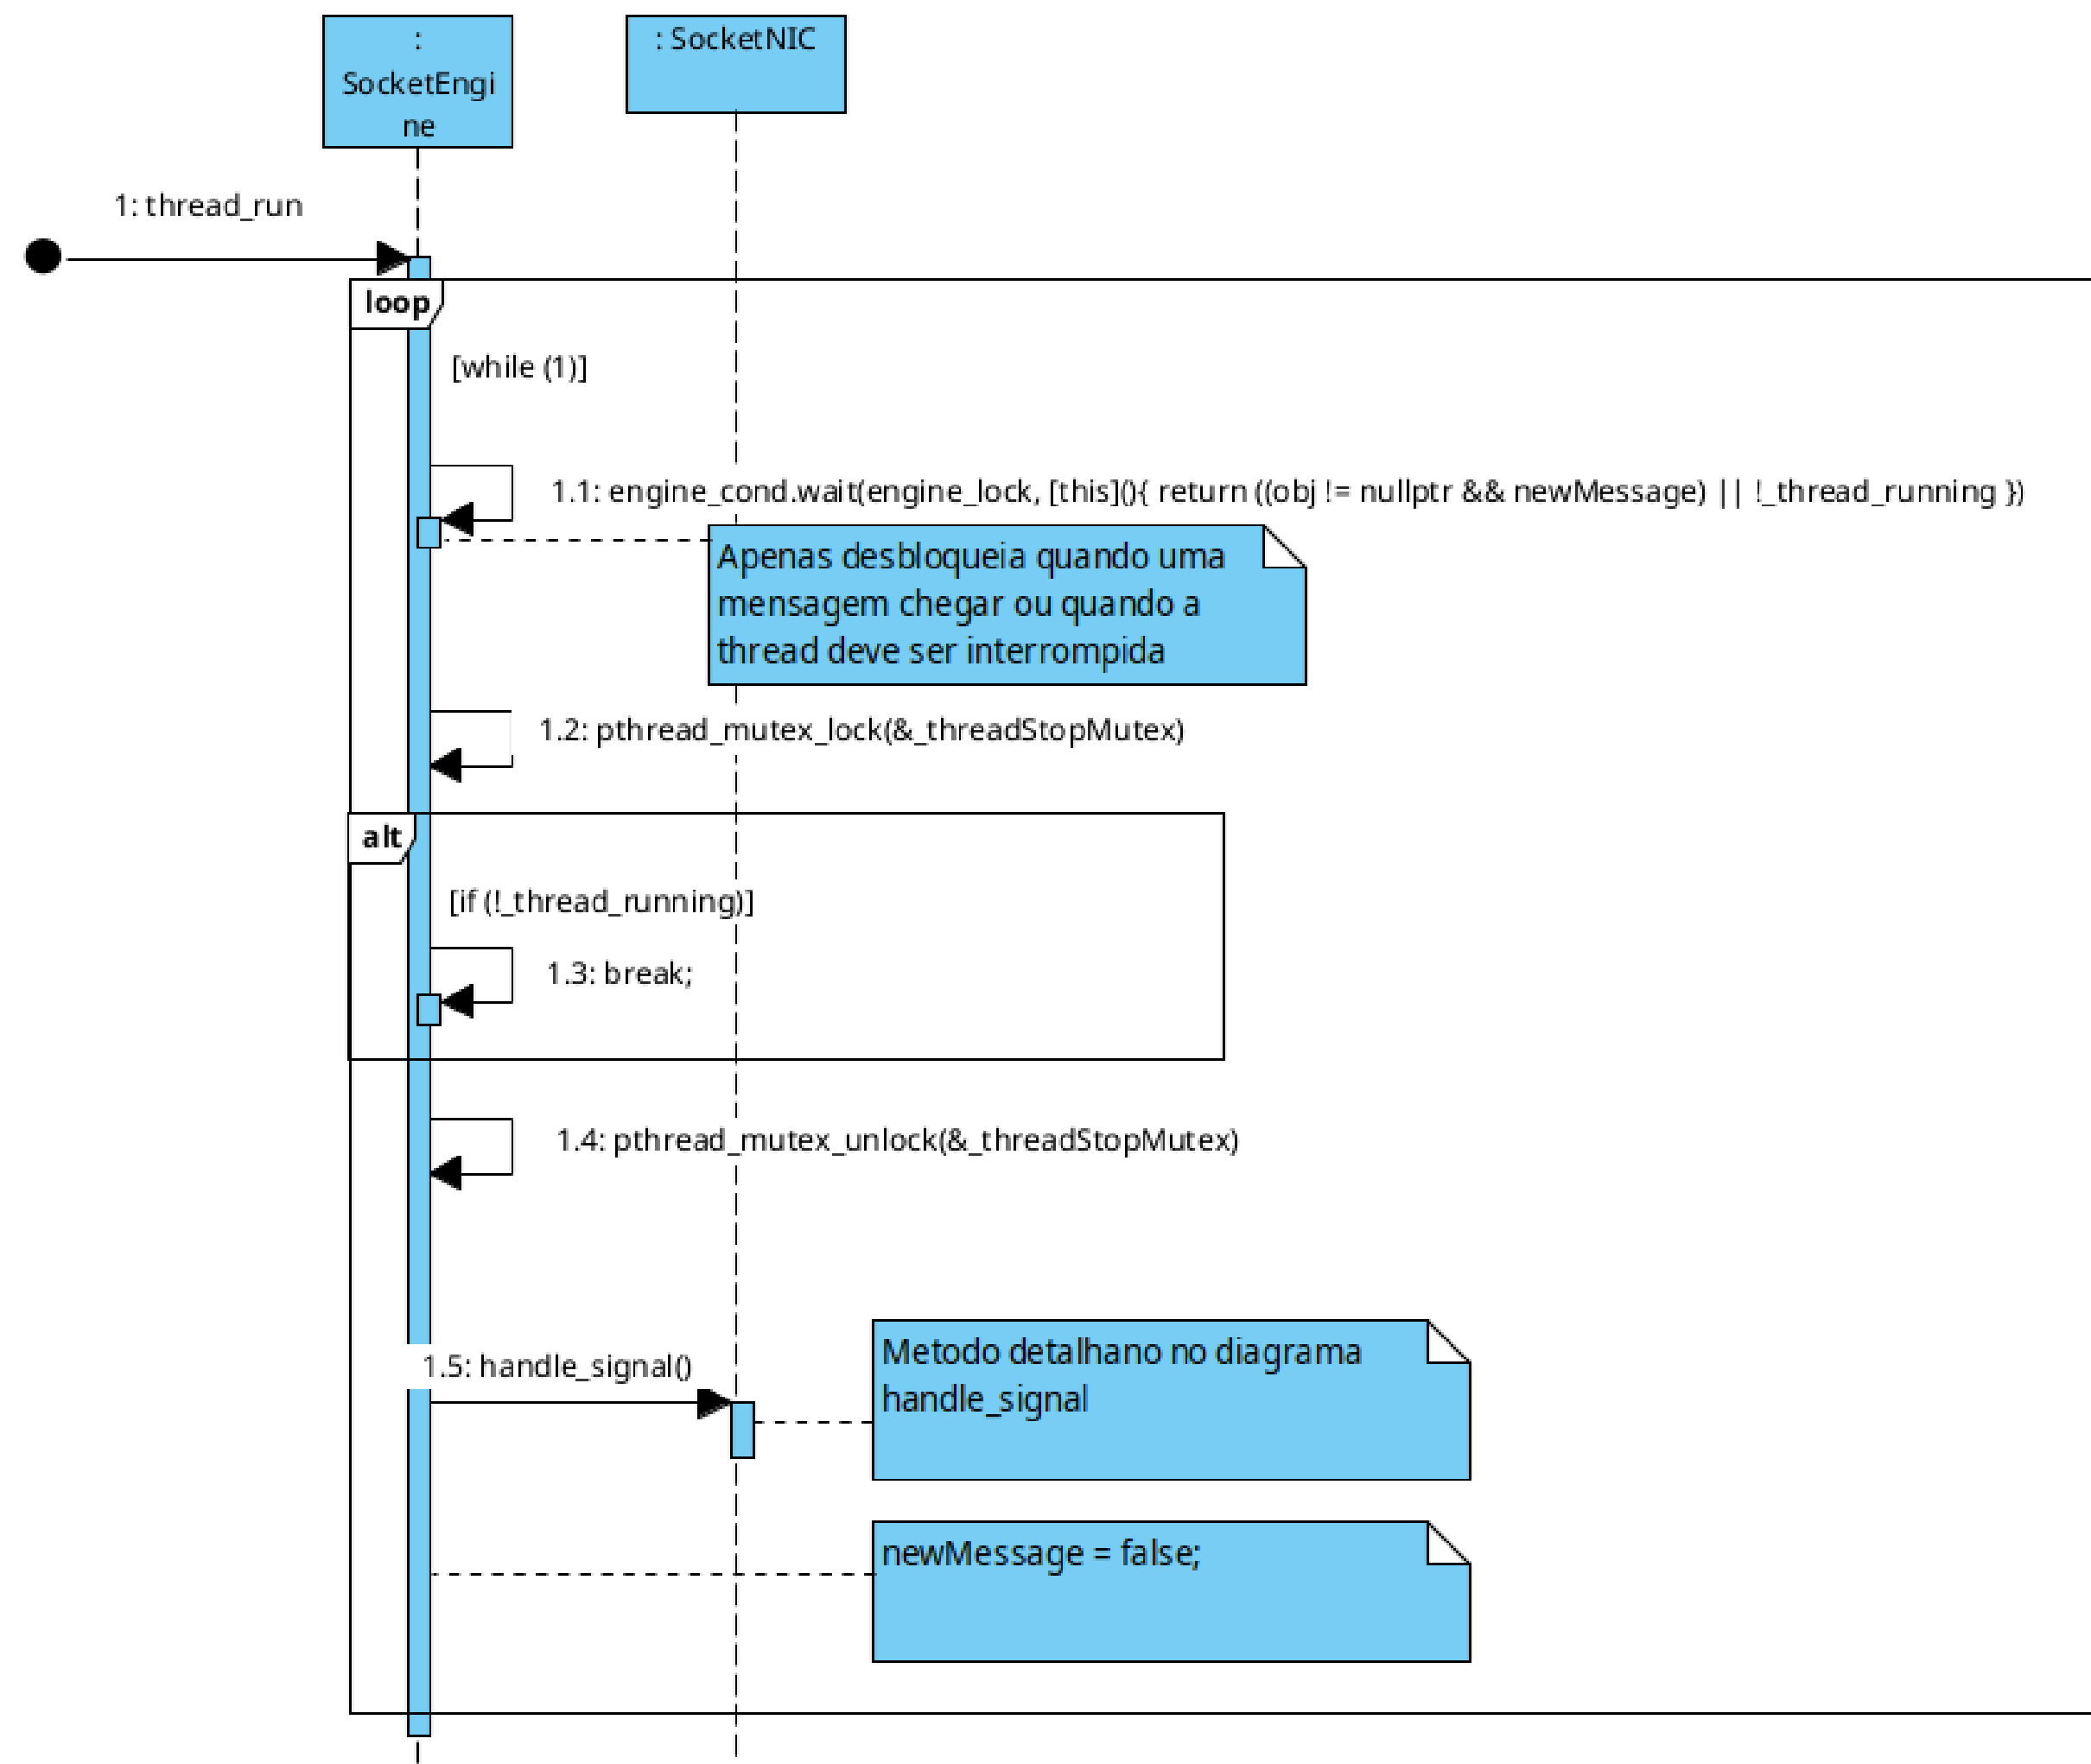 :
SocketEngi
ne
: SocketNIC
1: thread_run
loop
[while (1)]
1.1: engine_cond.wait(engine_lock, [this](){ return ((obj != nullptr && newMessage) || !_thread_running })
Apenas desbloqueia quando uma
mensagem chegar ou quando a
thread deve ser interrompida
1.2: pthread_mutex_lock(&_threadStopMutex)
alt
[if (!_thread_running)]
1.3: break;
1.4: pthread_mutex_unlock(&_threadStopMutex)
1.5: handle_signal()
Metodo detalhano no diagrama
handle_signal
newMessage = false;